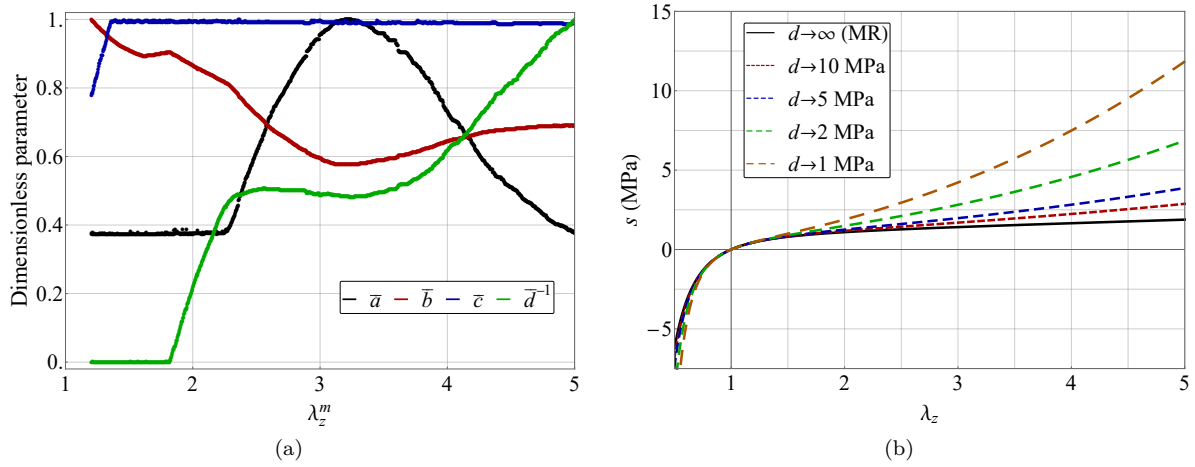 1.
0.8
0.6
0.4
0.2
0.
Dimensionless parameter
a̅ b̅ c̅ d̅⁻¹
1 2 3 4 5
λ_z^m
(a)
15
10
5
0
−5
s (MPa)
d→∞ (MR)
d→10 MPa
d→5 MPa
d→2 MPa
d→1 MPa
1 2 3 4 5
λ_z
(b)